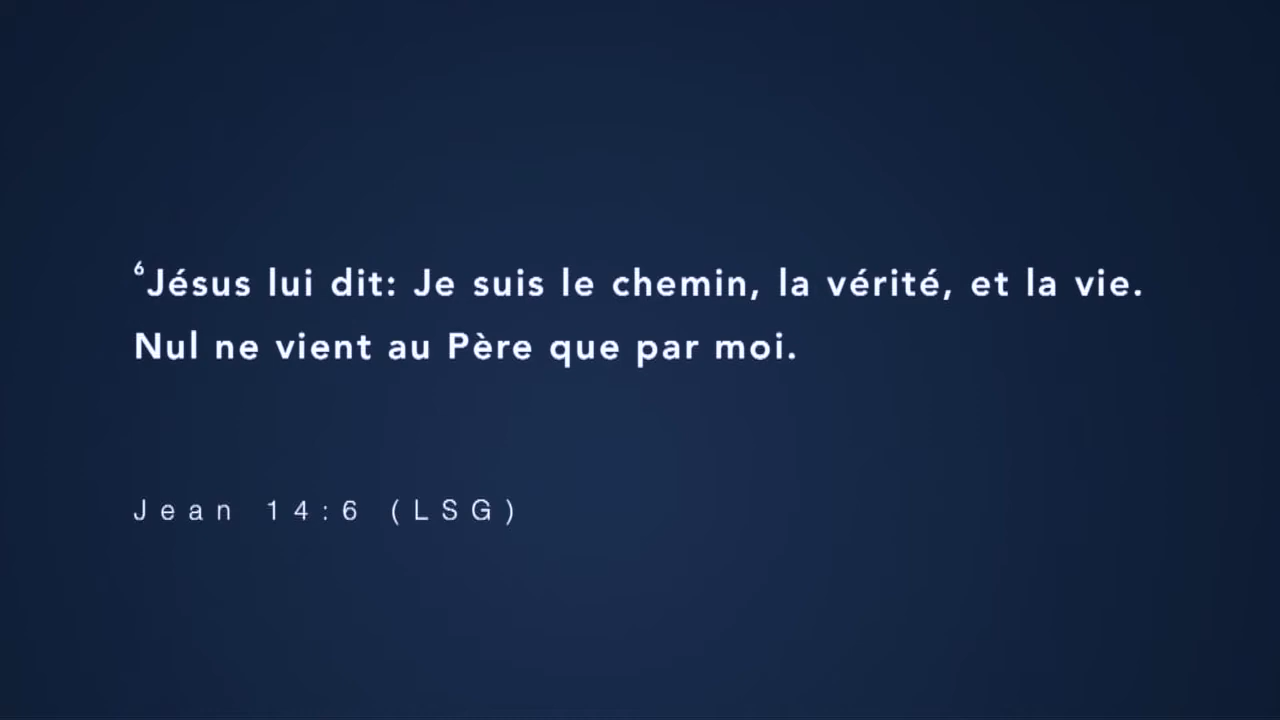 ⁶Jésus lui dit: Je suis le chemin, la vérité, et la vie.
Nul ne vient au Père que par moi.
Jean 14:6 (LSG)